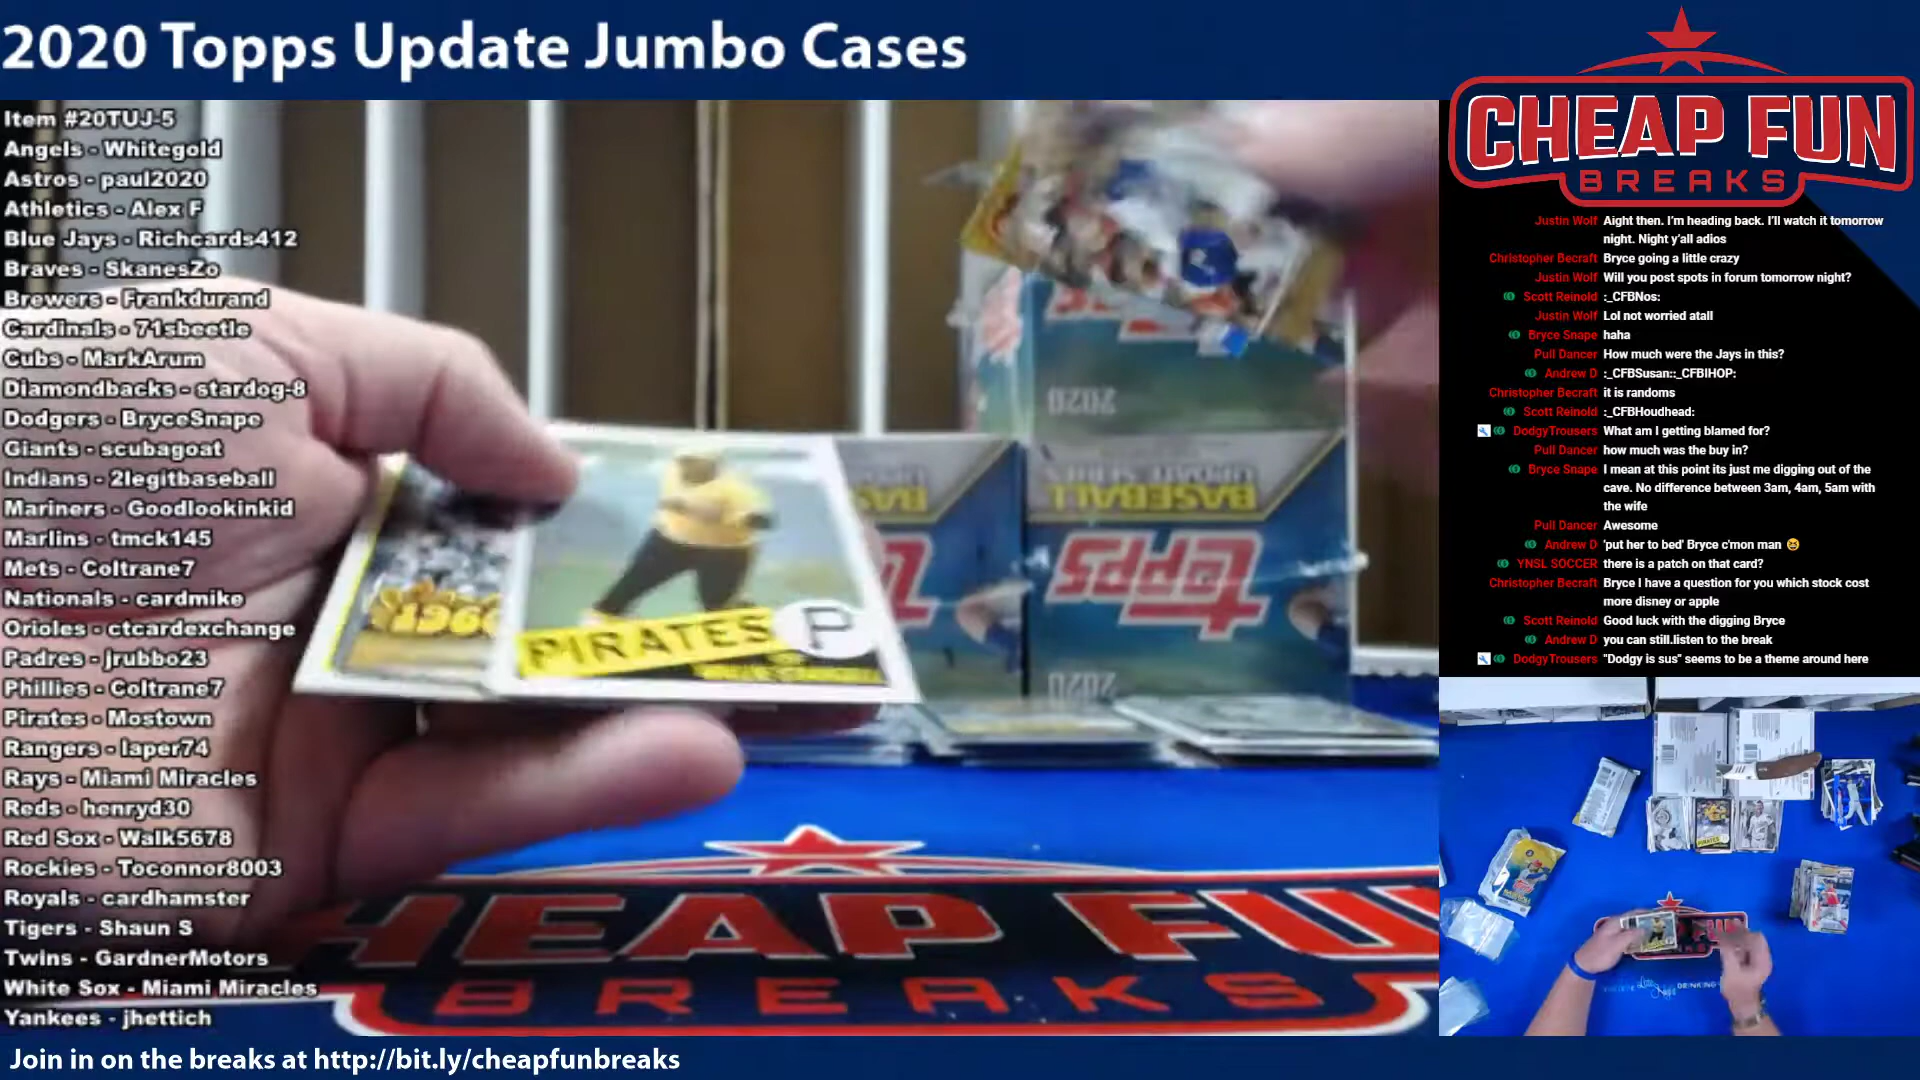 2020 Topps Update Jumbo Cases
CHEAP FUN
BREAKS
Item #20TUJ-5
Angels - Whitegold
Astros - paul2020
Athletics - Alex F
Blue Jays - Richcards412
Braves - SkanesZo
Brewers - Frankdurand
Cardinals - 71sbeetle
Cubs - MarkArum
Diamondbacks - stardog-8
Dodgers - BryceSnape
Giants - scubagoat
Indians - 2legitbaseball
Mariners - Goodlookinkid
Marlins - tmck145
Mets - Coltrane7
Nationals - cardmike
Orioles - ctcardexchange
Padres - jrubbo23
Phillies - Coltrane7
Pirates - Mostown
Rangers - laper74
Rays - Miami Miracles
Reds - henryd30
Red Sox - Walk5678
Rockies - Toconnor8003
Royals - cardhamster
Tigers - Shaun S
Twins - GardnerMotors
White Sox - Miami Miracles
Yankees - jhettich
2020
BASEBALL
UPDATE SERIES
BASEBALL
Topps
2020
PIRATES P
HEAP FU
BREAKS
Justin Wolf Aight then. I'm heading back. I'll watch it tomorrow
night. Night y'all adios
Christopher Becraft Bryce going a little crazy
Justin Wolf Will you post spots in forum tomorrow night?
Scott Reinold :_CFBNos:
Justin Wolf Lol not worried atall
Bryce Snape haha
Pull Dancer How much were the Jays in this?
Andrew D :_CFBSusan::_CFBIHOP:
Christopher Becraft it is randoms
Scott Reinold :_CFBHoudhead:
DodgyTrousers What am I getting blamed for?
Pull Dancer how much was the buy in?
Bryce Snape I mean at this point its just me digging out of the
cave. No difference between 3am, 4am, 5am with
the wife
Pull Dancer Awesome
Andrew D 'put her to bed' Bryce c'mon man 😆
YNSL SOCCER there is a patch on that card?
Christopher Becraft Bryce I have a question for you which stock cost
more disney or apple
Scott Reinold Good luck with the digging Bryce
Andrew D you can still.listen to the break
DodgyTrousers "Dodgy is sus" seems to be a theme around here
Join in on the breaks at http://bit.ly/cheapfunbreaks